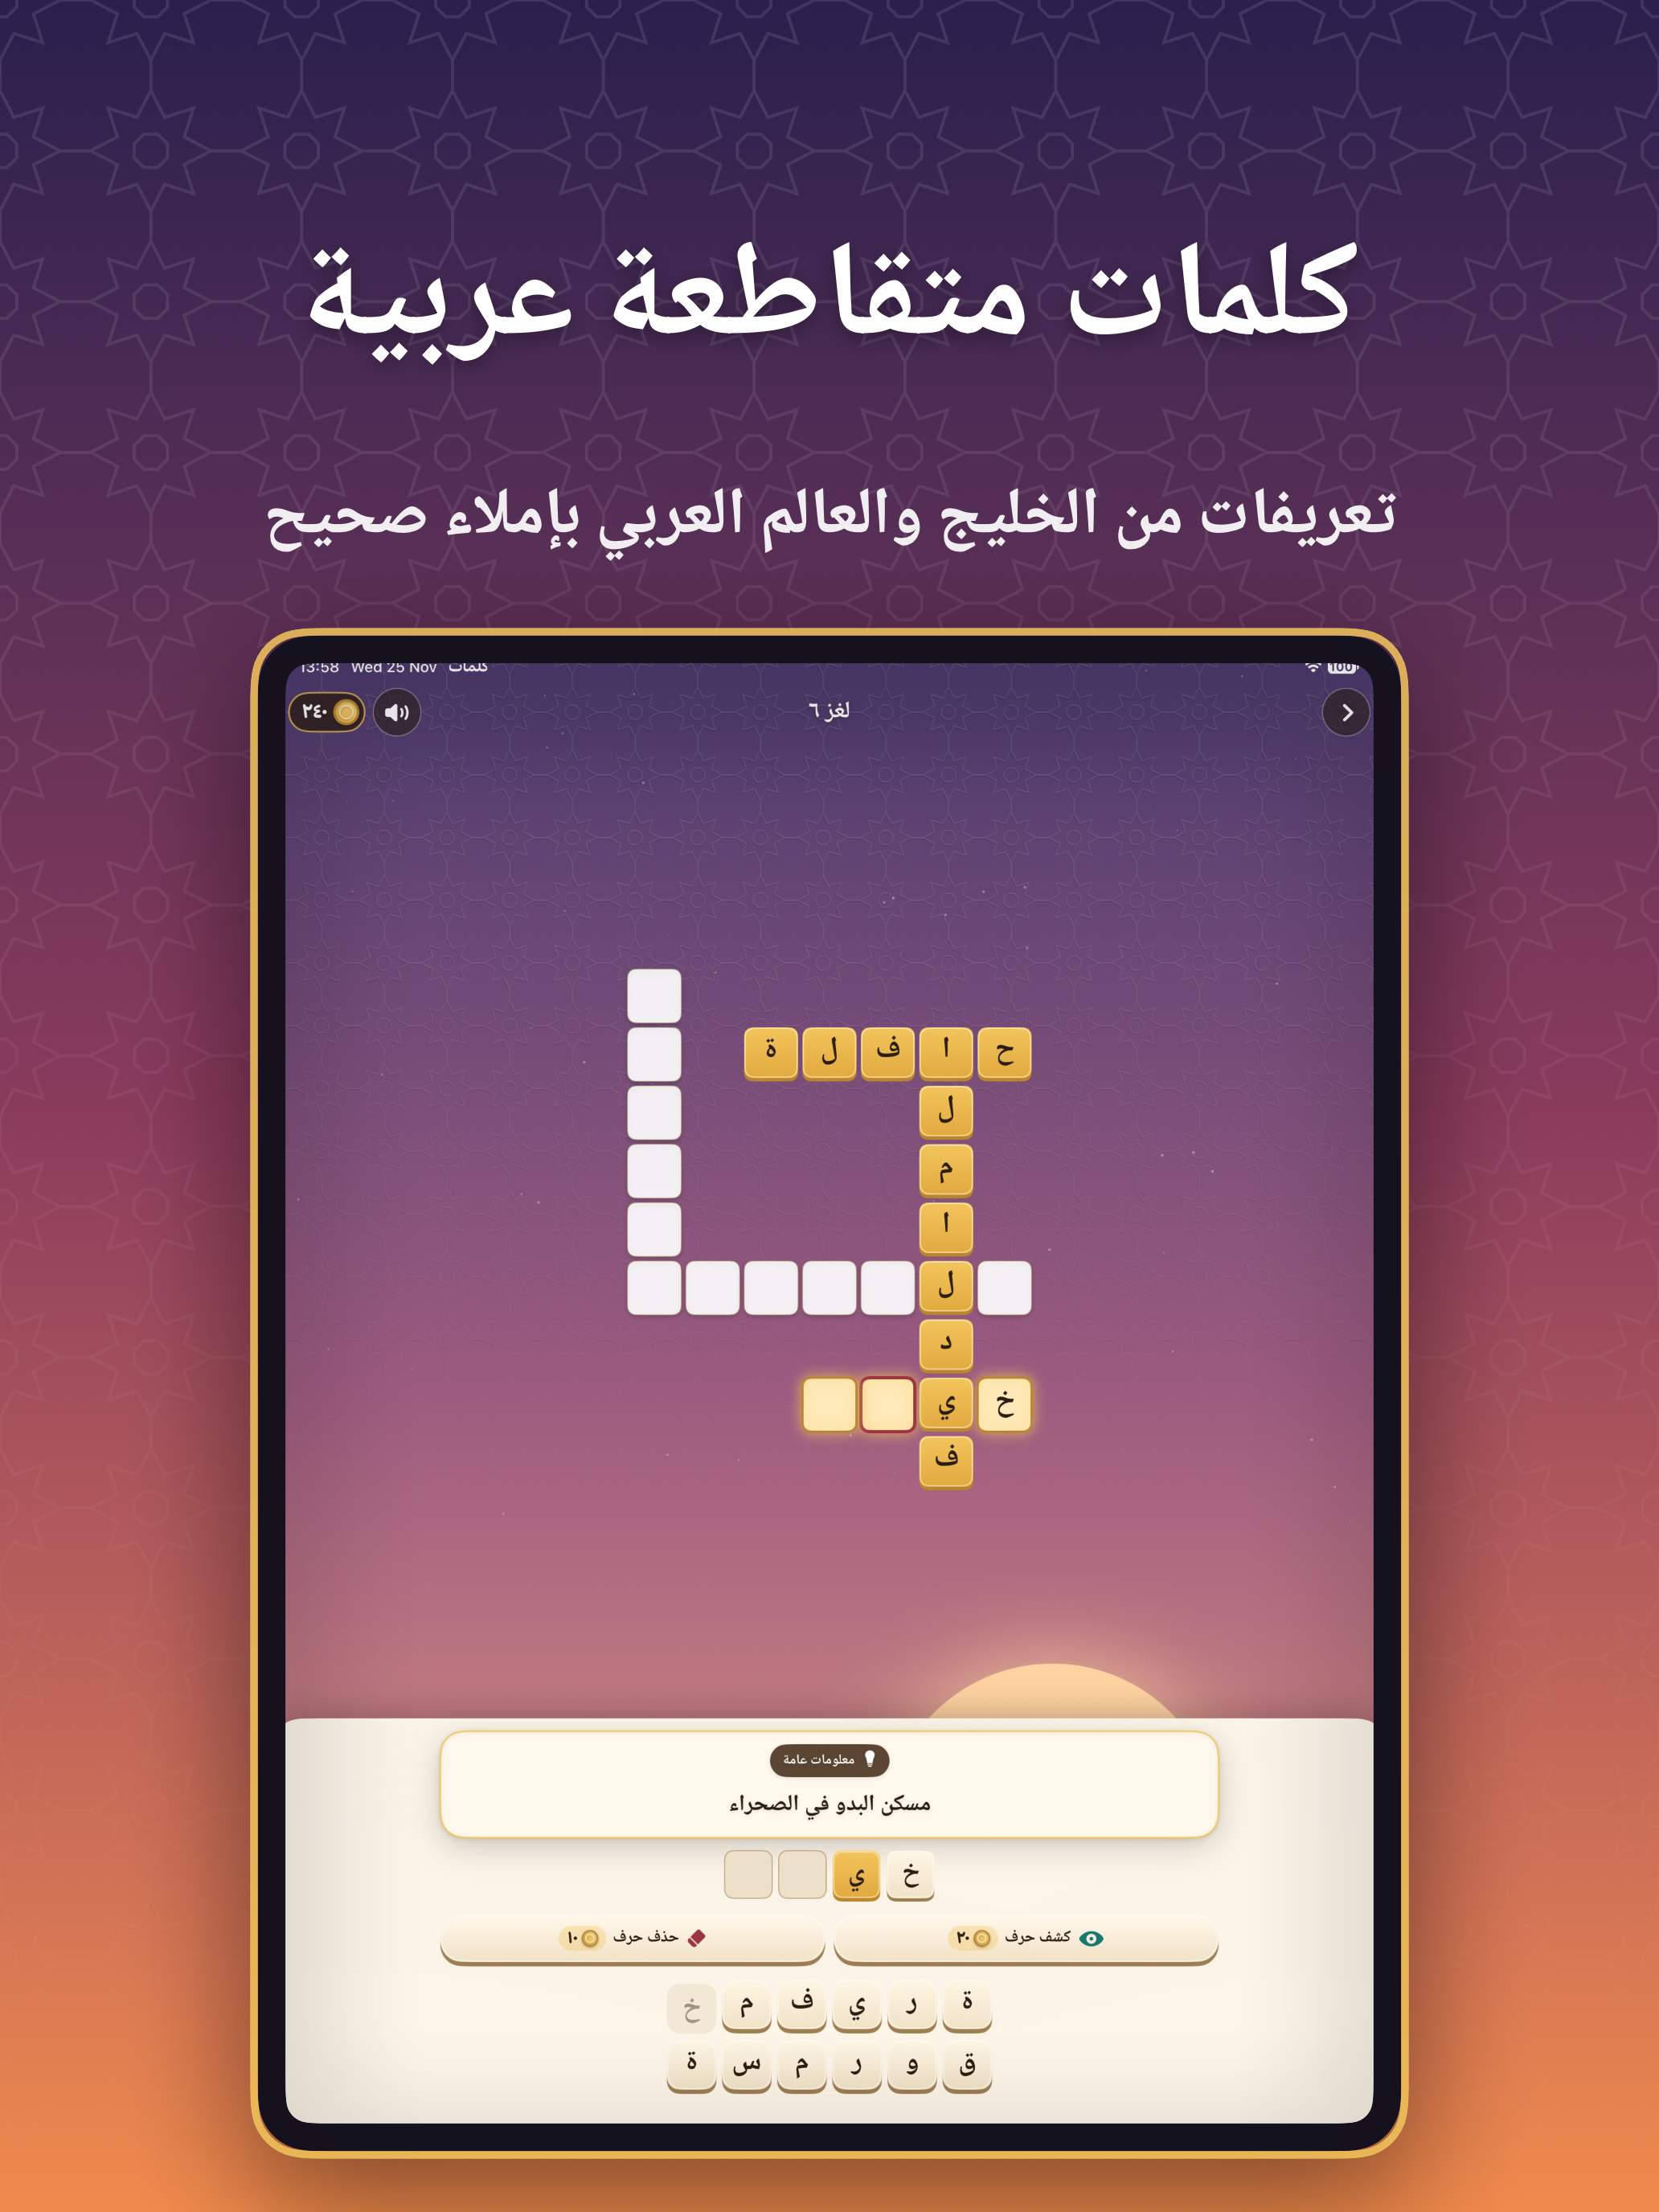 كلمات متقاطعة عربية
تعريفات من الخليج والعالم العربي بإملاء صحيح
13:58 Wed 25 Nov كلمات
100
٢٤٠
لغز ٦
ح ا ف ل ة
ل
م
ا
ل
د
خ ي
ف
معلومات عامة
مسكن البدو في الصحراء
خ ي
كشف حرف ٢٠
حذف حرف ١٠
ة ر ي ف م خ
ق و ر م س ة